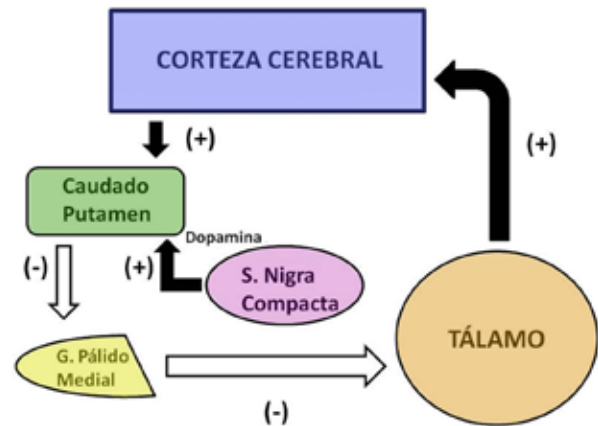 CORTEZA CEREBRAL
(+)
(+)
Caudado
Putamen
Dopamina
(-)
(+)
S. Nigra
Compacta
TÁLAMO
G. Pálido
Medial
(-)